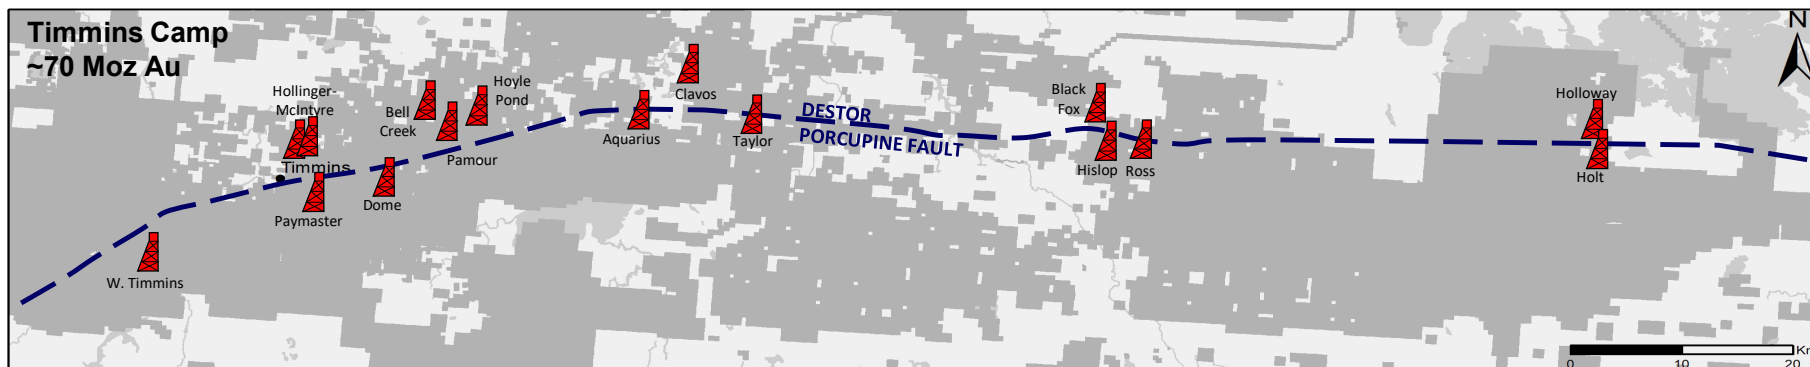 Timmins Camp
~70 Moz Au
N
Hollinger-
McIntyre
Bell
Creek
Hoyle
Pond
Pamour
Clavos
Aquarius
Taylor
DESTOR
PORCUPINE FAULT
Black
Fox
Hislop
Ross
Holloway
Holt
Timmins
Paymaster
Dome
W. Timmins
0
10
20